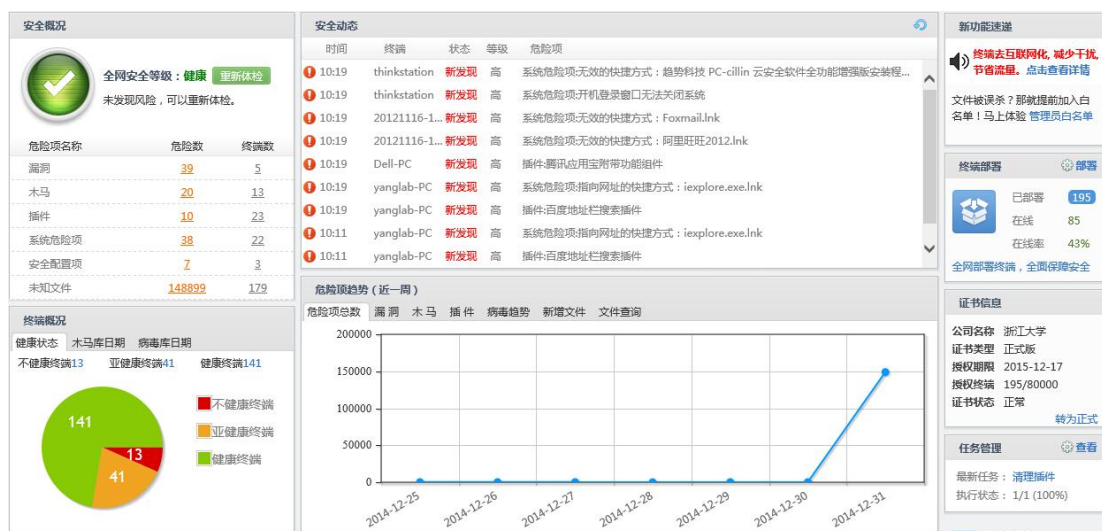 安全概况
全网安全等级：健康 重新体检
未发现风险，可以重新体检。
危险项名称 危险数 终端数
漏洞 39 5
木马 20 13
插件 10 23
系统危险项 38 22
安全配置项 7 3
未知文件 148899 179
终端概况
健康状态 木马库日期 病毒库日期
不健康终端13 亚健康终端41 健康终端141
141
13
41
不健康终端
亚健康终端
健康终端
安全动态
时间 终端 状态 等级 危险项
10:19 thinkstation 新发现 高 系统危险项:无效的快捷方式：趋势科技 PC-cillin 云安全软件全功能增强版安装程...
10:19 thinkstation 新发现 高 系统危险项:开机登录窗口无法关闭系统
10:19 20121116-1... 新发现 高 系统危险项:无效的快捷方式：Foxmail.lnk
10:19 20121116-1... 新发现 高 系统危险项:无效的快捷方式：阿里旺旺2012.lnk
10:19 Dell-PC 新发现 高 插件:腾讯应用宝附带功能组件
10:19 yanglab-PC 新发现 高 系统危险项:指向网址的快捷方式：iexplore.exe.lnk
10:19 yanglab-PC 新发现 高 插件:百度地址栏搜索插件
10:11 yanglab-PC 新发现 高 系统危险项:指向网址的快捷方式：iexplore.exe.lnk
10:11 yanglab-PC 新发现 高 插件:百度地址栏搜索插件
危险项趋势（近一周）
危险项总数 漏洞 木马 插件 病毒趋势 新增文件 文件查询
200000
150000
100000
50000
0
2014-12-25 2014-12-26 2014-12-27 2014-12-28 2014-12-29 2014-12-30 2014-12-31
新功能速递
终端去互联网化, 减少干扰,
节省流量。点击查看详情
文件被误杀？那就提前加入白
名单！马上体验 管理员白名单
终端部署 部署
已部署 195
在线 85
在线率 43%
全网部署终端，全面保障安全
证书信息
公司名称 浙江大学
证书类型 正式版
授权期限 2015-12-17
授权终端 195/80000
证书状态 正常
转为正式
任务管理 查看
最新任务：清理插件
执行状态：1/1 (100%)